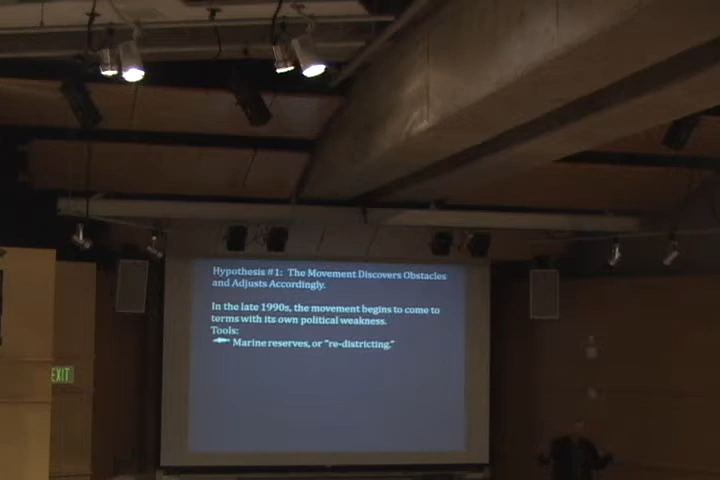 Hypothesis #1: The Movement Discovers Obstacles
and Adjusts Accordingly.
In the late 1990s, the movement begins to come to
terms with its own political weakness.
Tools:
Marine reserves, or "re-districting."
EXIT